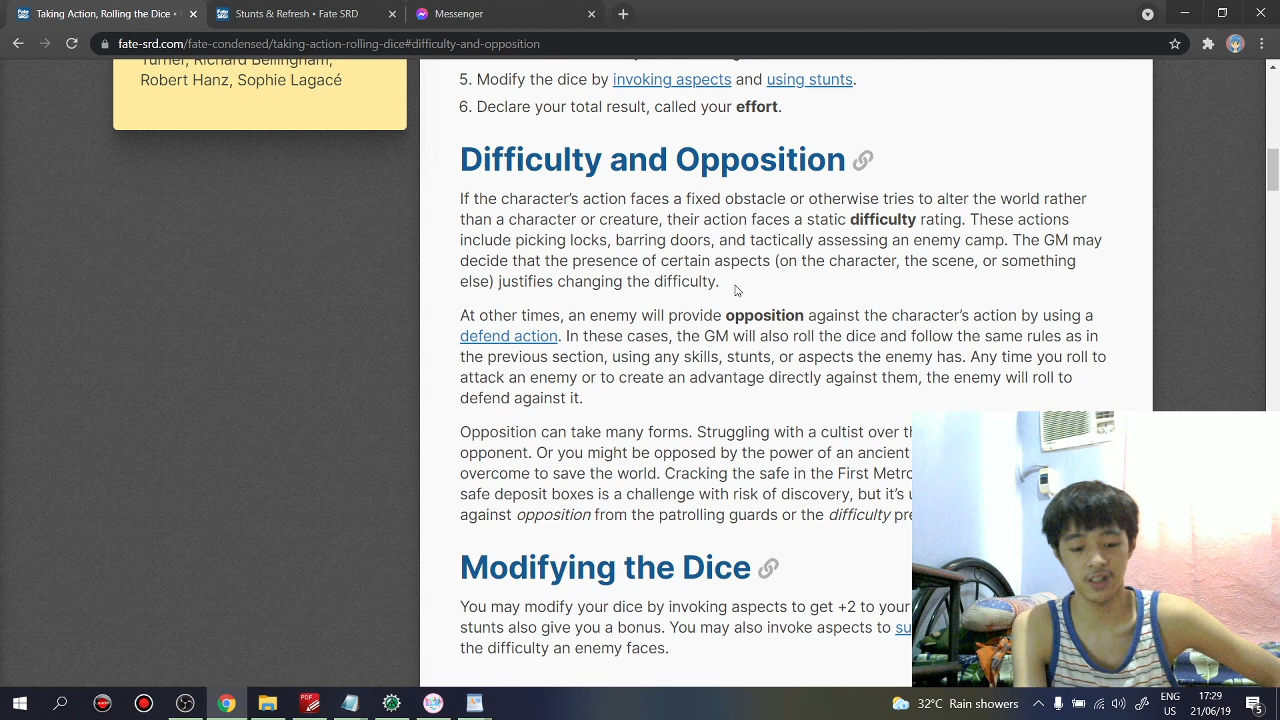 Taking Action, Rolling the Dice •
Stunts & Refresh • Fate SRD
Messenger
fate-srd.com/fate-condensed/taking-action-rolling-dice#difficulty-and-opposition
Turner, Richard Bellingham,
Robert Hanz, Sophie Lagacé
5. Modify the dice by invoking aspects and using stunts.
6. Declare your total result, called your effort.
Difficulty and Opposition
If the character's action faces a fixed obstacle or otherwise tries to alter the world rather
than a character or creature, their action faces a static difficulty rating. These actions
include picking locks, barring doors, and tactically assessing an enemy camp. The GM may
decide that the presence of certain aspects (on the character, the scene, or something
else) justifies changing the difficulty.
At other times, an enemy will provide opposition against the character's action by using a
defend action. In these cases, the GM will also roll the dice and follow the same rules as in
the previous section, using any skills, stunts, or aspects the enemy has. Any time you roll to
attack an enemy or to create an advantage directly against them, the enemy will roll to
defend against it.
Opposition can take many forms. Struggling with a cultist over th
opponent. Or you might be opposed by the power of an ancient
overcome to save the world. Cracking the safe in the First Metro
safe deposit boxes is a challenge with risk of discovery, but it's u
against opposition from the patrolling guards or the difficulty pre
Modifying the Dice
You may modify your dice by invoking aspects to get +2 to your
stunts also give you a bonus. You may also invoke aspects to su
the difficulty an enemy faces.
32°C Rain showers
ENG
US
17:29
21/06/19
5